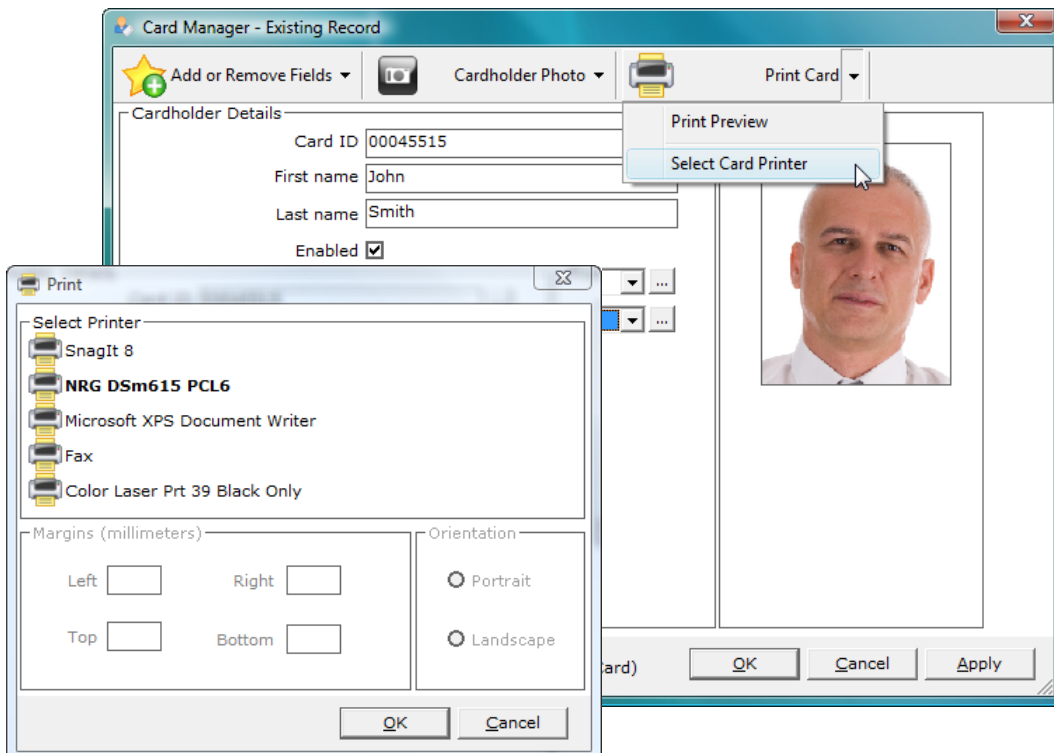 Card Manager - Existing Record
X
Add or Remove Fields
Cardholder Photo
Print Card
Print Preview
Select Card Printer
Cardholder Details
Card ID 00045515
First name John
Last name Smith
Enabled
...
...
Card)
OK Cancel Apply
Print
Select Printer
SnagIt 8
NRG DSm615 PCL6
Microsoft XPS Document Writer
Fax
Color Laser Prt 39 Black Only
Margins (millimeters)
Left Right
Top Bottom
Orientation
Portrait
Landscape
OK Cancel